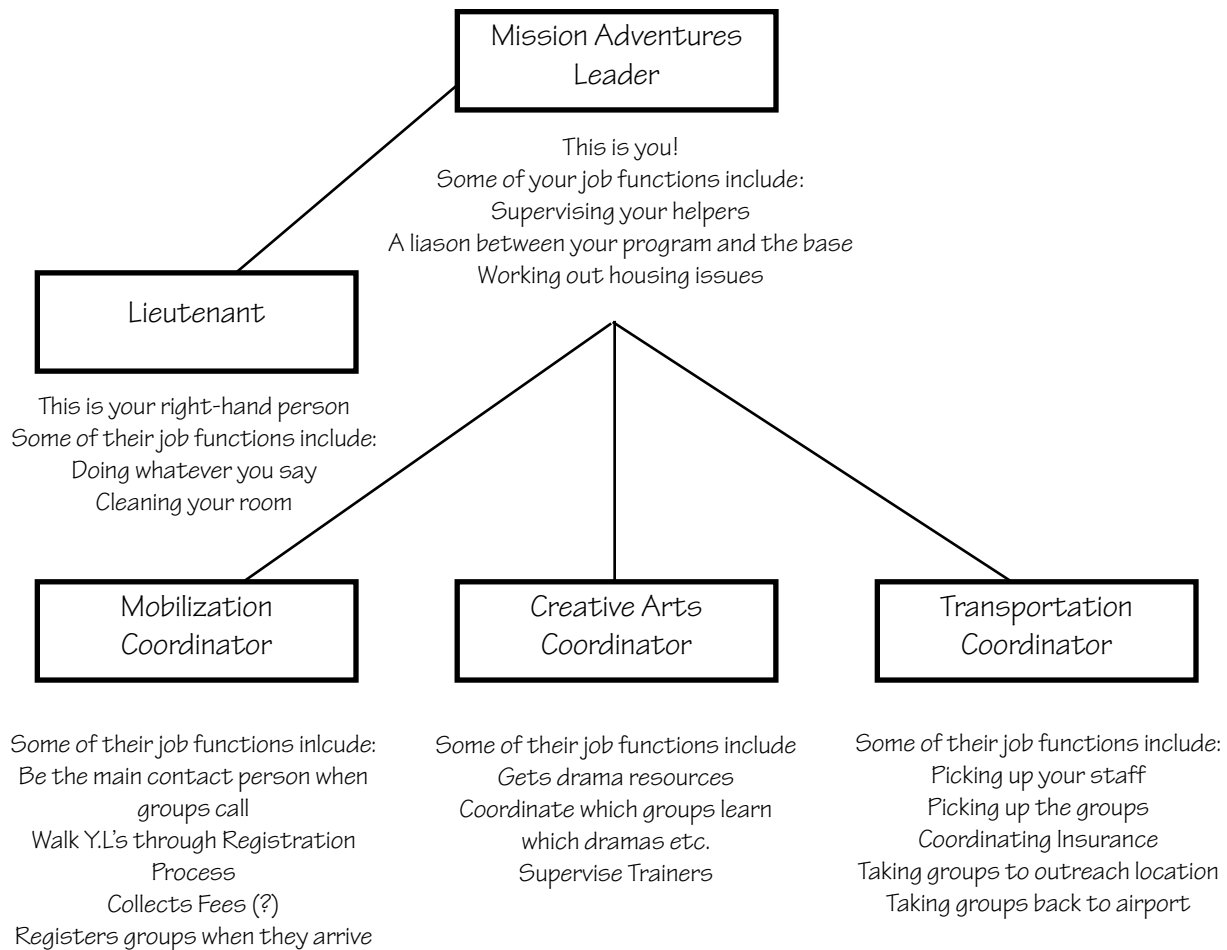 Mission Adventures
Leader
This is you!
Some of your job functions include:
Supervising your helpers
A liason between your program and the base
Working out housing issues
Lieutenant
This is your right-hand person
Some of their job functions include:
Doing whatever you say
Cleaning your room
Mobilization
Coordinator
Some of their job functions inlcude:
Be the main contact person when
groups call
Walk Y.L's through Registration
Process
Collects Fees (?)
Registers groups when they arrive
Creative Arts
Coordinator
Some of their job functions include
Gets drama resources
Coordinate which groups learn
which dramas etc.
Supervise Trainers
Transportation
Coordinator
Some of their job functions include:
Picking up your staff
Picking up the groups
Coordinating Insurance
Taking groups to outreach location
Taking groups back to airport